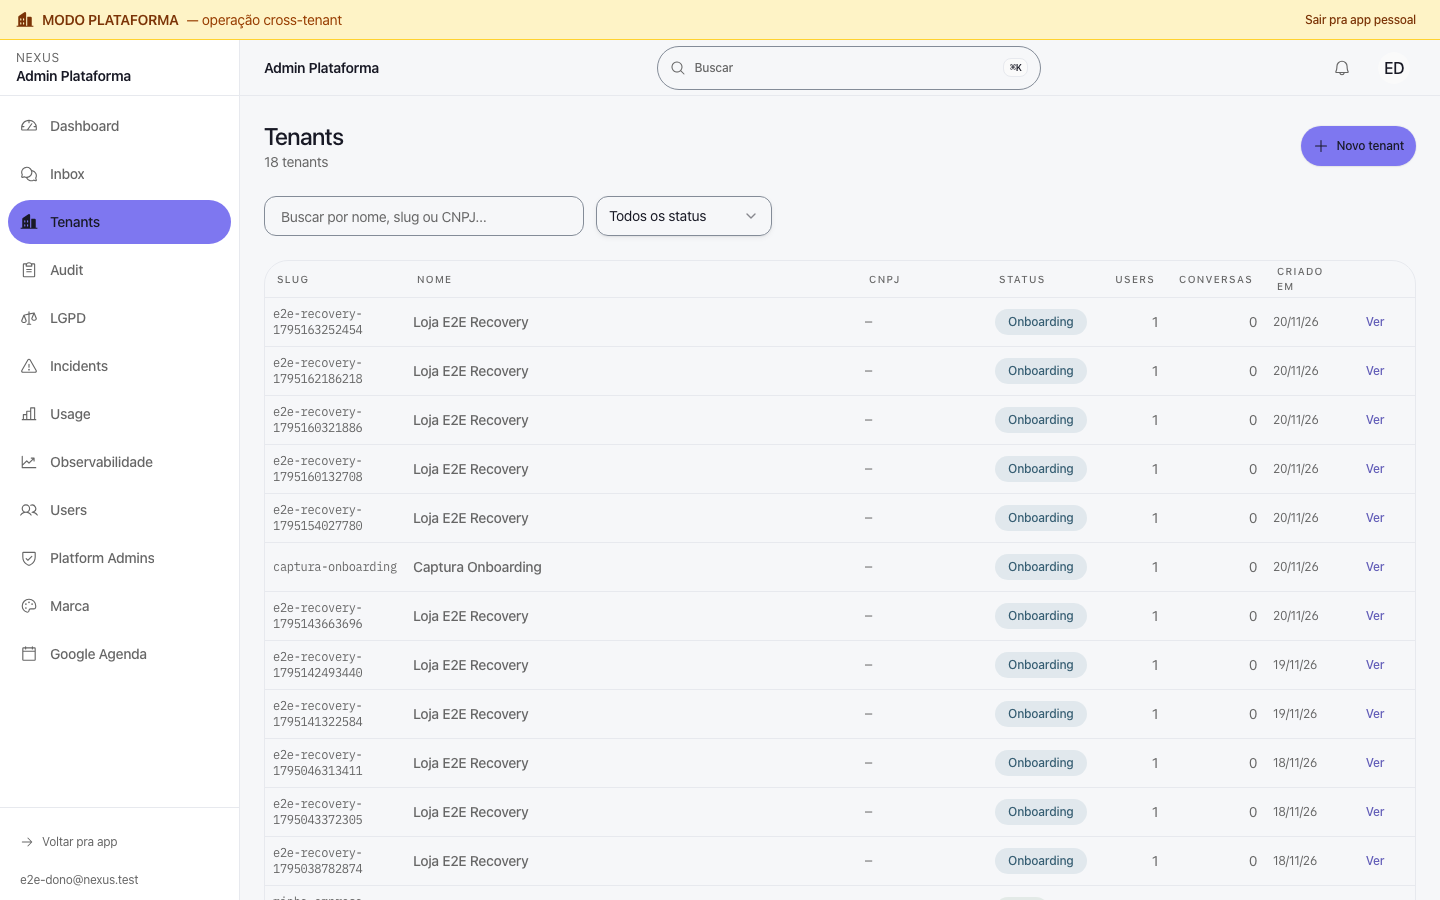 MODO PLATAFORMA — operação cross-tenant
Sair pra app pessoal
NEXUS
Admin Plataforma
Admin Plataforma
Buscar
⌘K
ED
Dashboard
Inbox
Tenants
Audit
LGPD
Incidents
Usage
Observabilidade
Users
Platform Admins
Marca
Google Agenda
Voltar pra app
e2e-dono@nexus.test
Tenants
18 tenants
Novo tenant
Buscar por nome, slug ou CNPJ...
Todos os status
SLUG NOME CNPJ STATUS USERS CONVERSAS CRIADO
EM
e2e-recovery-
1795163252454 Loja E2E Recovery — Onboarding 1 0 20/11/26 Ver
e2e-recovery-
1795162186218 Loja E2E Recovery — Onboarding 1 0 20/11/26 Ver
e2e-recovery-
1795160321886 Loja E2E Recovery — Onboarding 1 0 20/11/26 Ver
e2e-recovery-
1795160132708 Loja E2E Recovery — Onboarding 1 0 20/11/26 Ver
e2e-recovery-
1795154027780 Loja E2E Recovery — Onboarding 1 0 20/11/26 Ver
captura-onboarding Captura Onboarding — Onboarding 1 0 20/11/26 Ver
e2e-recovery-
1795143663696 Loja E2E Recovery — Onboarding 1 0 20/11/26 Ver
e2e-recovery-
1795142493440 Loja E2E Recovery — Onboarding 1 0 19/11/26 Ver
e2e-recovery-
1795141322584 Loja E2E Recovery — Onboarding 1 0 19/11/26 Ver
e2e-recovery-
1795046313411 Loja E2E Recovery — Onboarding 1 0 18/11/26 Ver
e2e-recovery-
1795043372305 Loja E2E Recovery — Onboarding 1 0 18/11/26 Ver
e2e-recovery-
1795038782874 Loja E2E Recovery — Onboarding 1 0 18/11/26 Ver